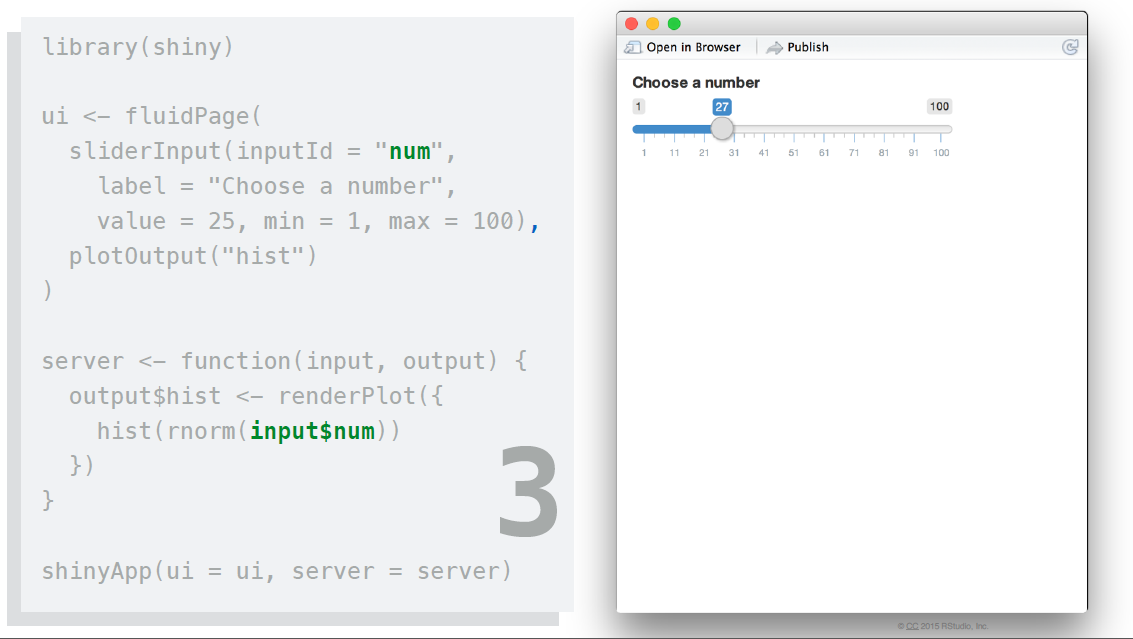 library(shiny)
ui <- fluidPage(
sliderInput(inputId = "num",
label = "Choose a number",
value = 25, min = 1, max = 100),
plotOutput("hist")
)
server <- function(input, output) {
output$hist <- renderPlot({
hist(rnorm(input$num))
})
}
shinyApp(ui = ui, server = server)
3
Open in Browser Publish
Choose a number
1 27 100
1 11 21 31 41 51 61 71 81 91 100
© CC 2015 RStudio, Inc.